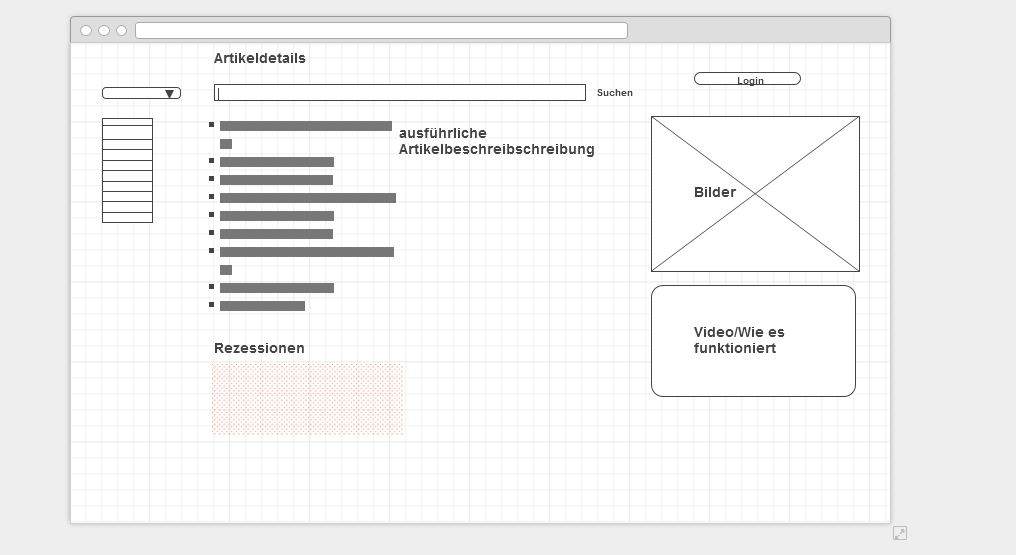 Artikeldetails
Login
Suchen
ausführliche
Artikelbeschreibschreibung
Bilder
Video/Wie es
funktioniert
Rezessionen